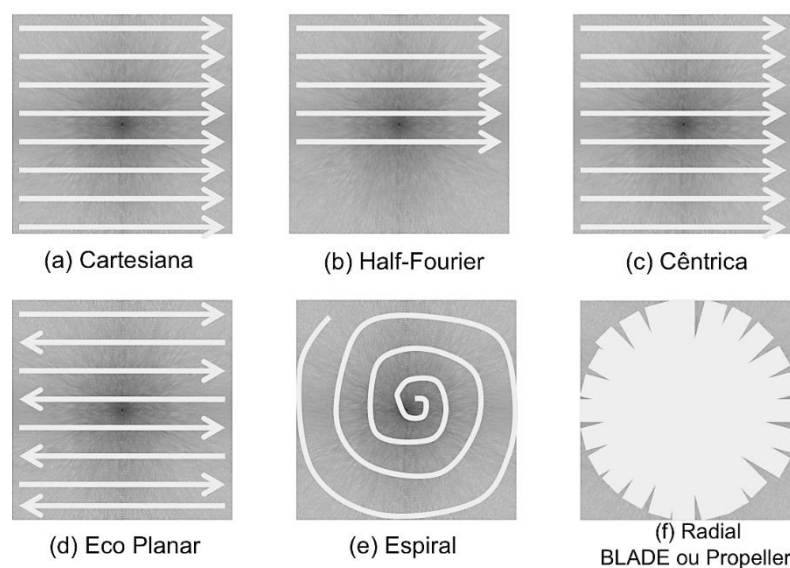 (a) Cartesiana
(b) Half-Fourier
(c) Cêntrica
(d) Eco Planar
(e) Espiral
(f) Radial
BLADE ou Propeller